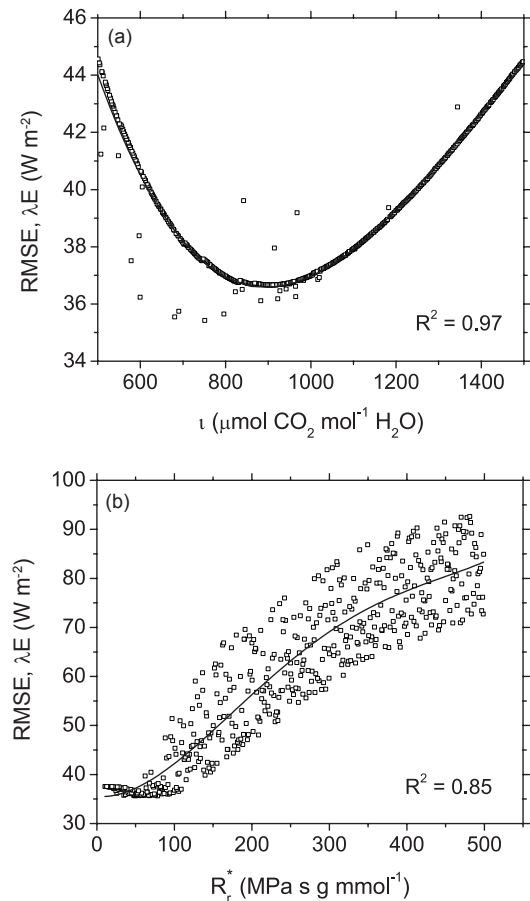 (a)
46
44
42
40
38
36
34
RMSE, λE (W m⁻²)
600 800 1000 1200 1400
R² = 0.97
ι (μmol CO₂ mol⁻¹ H₂O)
(b)
100
90
80
70
60
50
40
30
RMSE, λE (W m⁻²)
R² = 0.85
0 100 200 300 400 500
R*ᵣ (MPa s g mmol⁻¹)